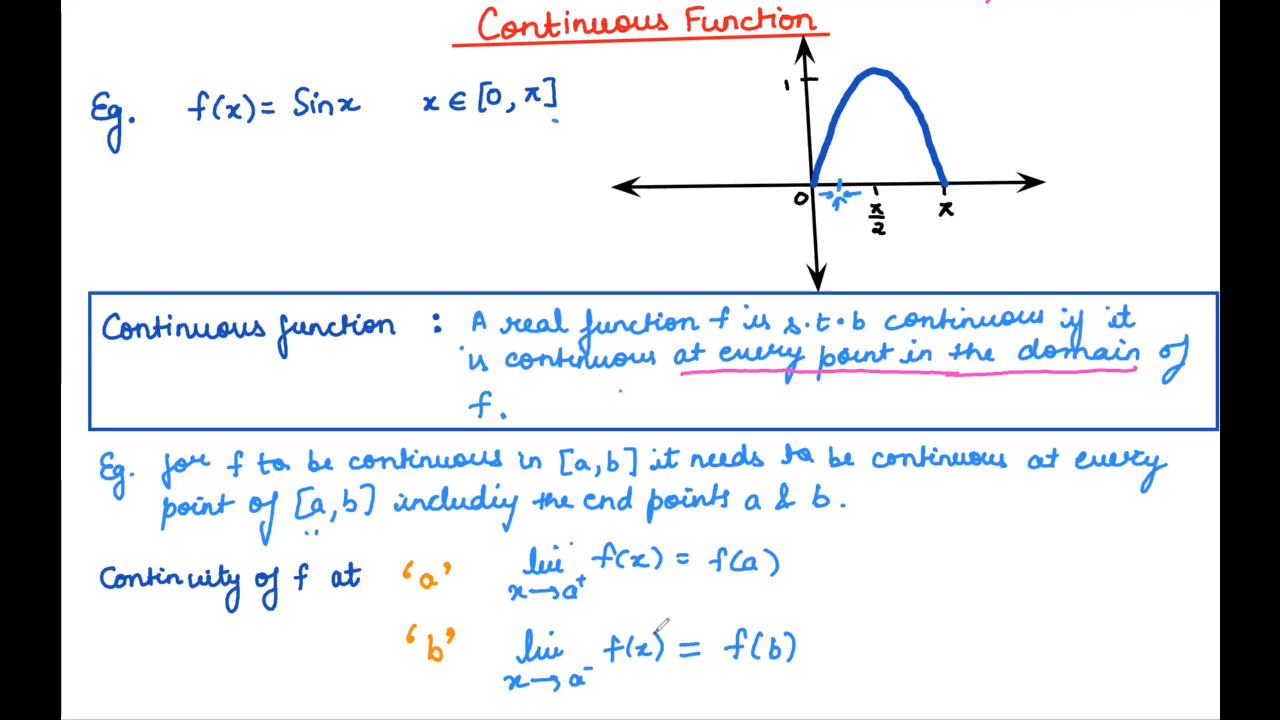 Continuous Function
Eg. f(x) = Sinx x ∈ [0, π]
1
0 π/2 π
Continuous function : A real function f is s.t.b continuous if it
is continuous at every point in the domain of
f.
Eg. for f to be continuous in [a,b] it needs to be continuous at every
point of [a,b] includiy the end points a & b.
Continuity of f at 'a' lim x→a⁺ f(x) = f(a)
'b' lim x→a⁻ f(x) = f(b)